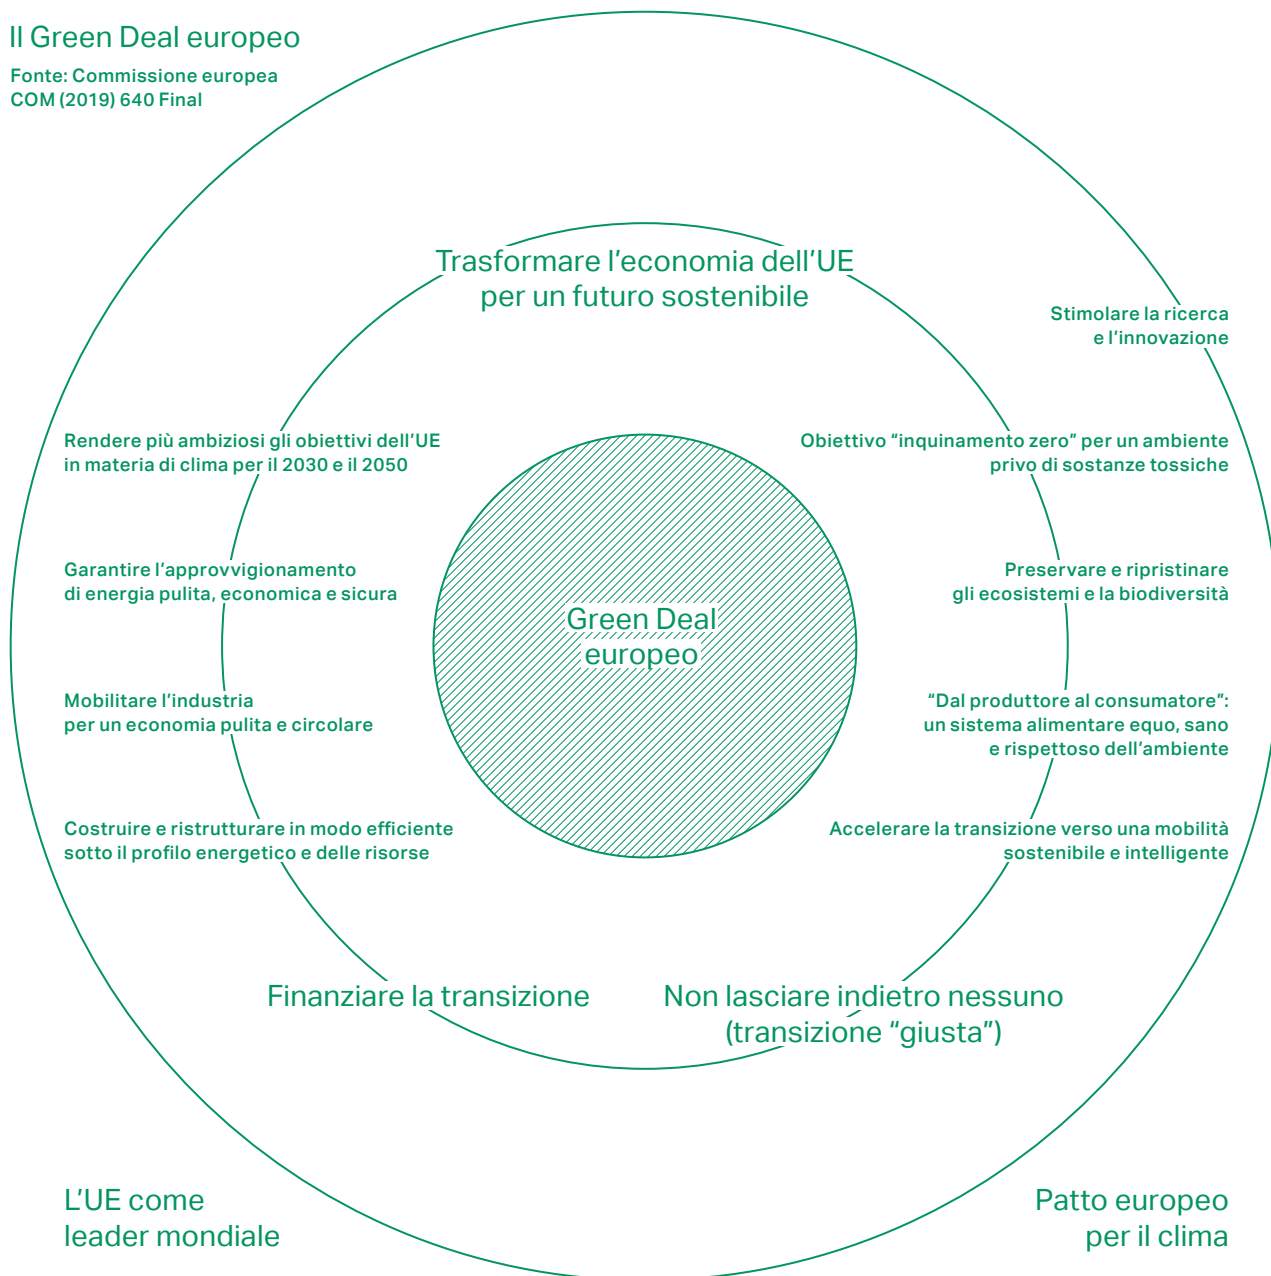 Il Green Deal europeo
Fonte: Commissione europea
COM (2019) 640 Final
Trasformare l'economia dell'UE
per un futuro sostenibile
Stimolare la ricerca
e l'innovazione
Rendere più ambiziosi gli obiettivi dell'UE
in materia di clima per il 2030 e il 2050
Obiettivo “inquinamento zero” per un ambiente
privo di sostanze tossiche
Garantire l'approvvigionamento
di energia pulita, economica e sicura
Preservare e ripristinare
gli ecosistemi e la biodiversità
Green Deal
europeo
Mobilitare l'industria
per un economia pulita e circolare
“Dal produttore al consumatore”:
un sistema alimentare equo, sano
e rispettoso dell'ambiente
Costruire e ristrutturare in modo efficiente
sotto il profilo energetico e delle risorse
Accelerare la transizione verso una mobilità
sostenibile e intelligente
Finanziare la transizione
Non lasciare indietro nessuno
(transizione “giusta”)
L'UE come
leader mondiale
Patto europeo
per il clima